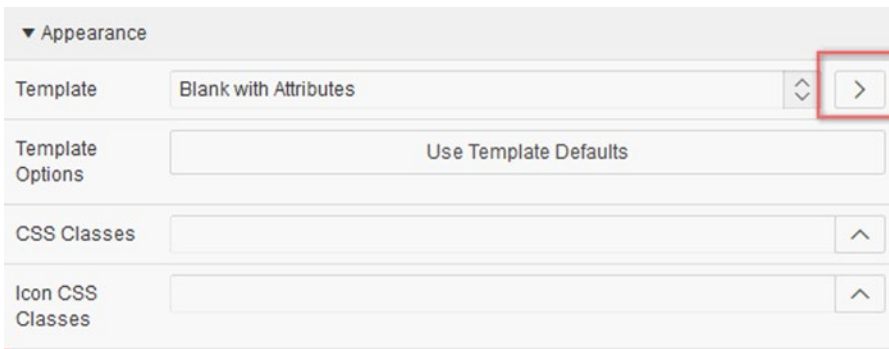 Appearance
Template
Blank with Attributes
Template
Options
Use Template Defaults
CSS Classes
Icon CSS
Classes